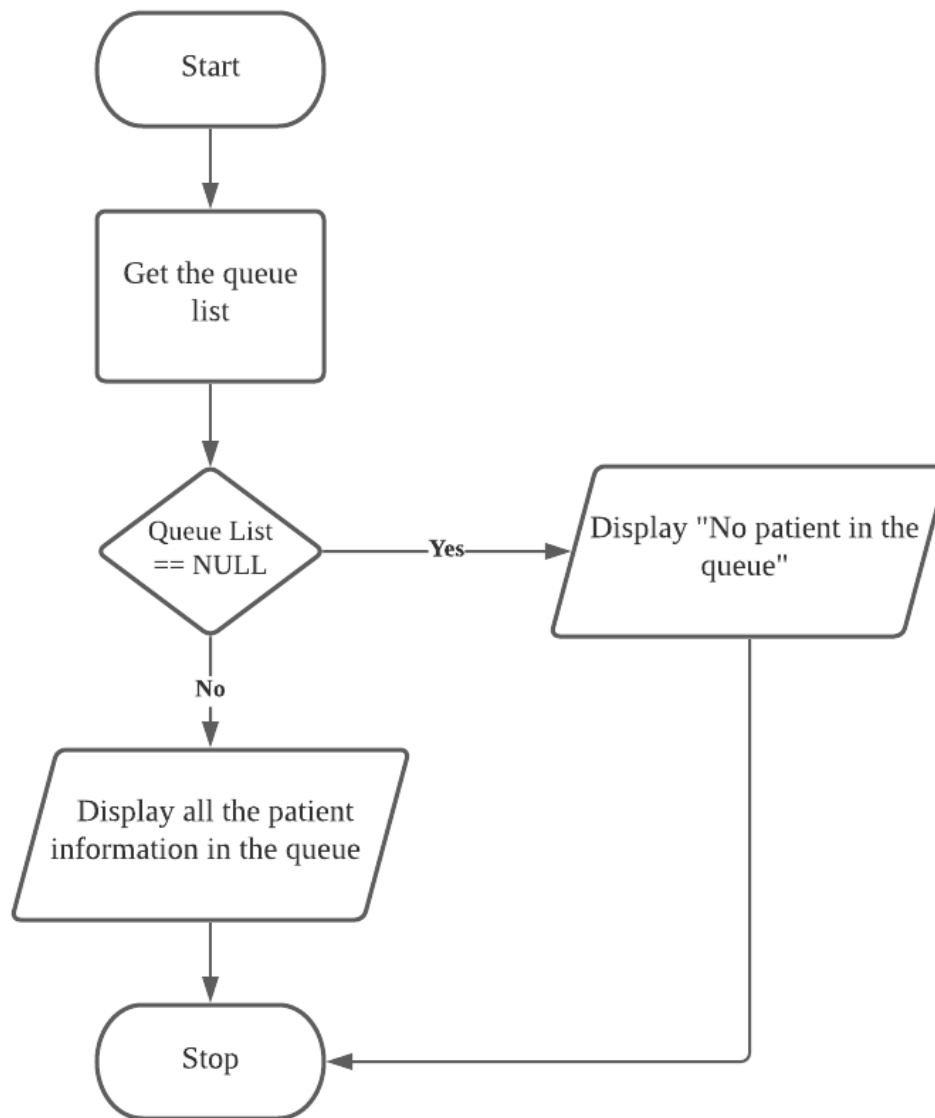 Start
Get the queue
list
Queue List
== NULL
Yes
Display "No patient in the
queue"
No
Display all the patient
information in the queue
Stop